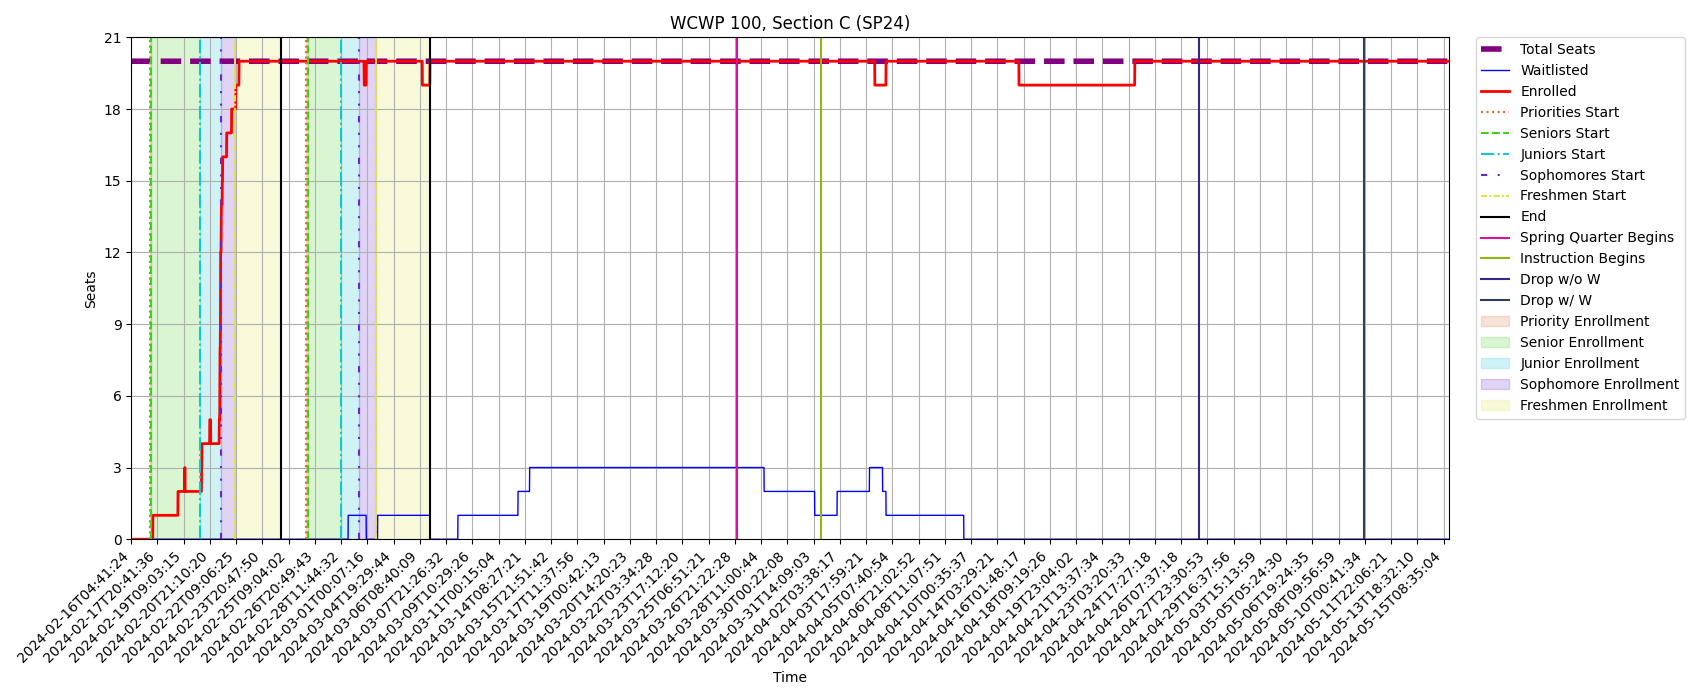 WCWP 100, Section C (SP24)
21
18
15
12
9
6
3
0
Seats
2024-02-16T04:41:24
2024-02-17T20:41:36
2024-02-19T09:03:15
2024-02-20T21:10:20
2024-02-22T09:06:25
2024-02-23T20:47:50
2024-02-25T09:04:02
2024-02-26T20:49:43
2024-02-28T11:44:32
2024-03-01T00:07:16
2024-03-04T19:29:44
2024-03-06T08:40:09
2024-03-07T21:26:32
2024-03-09T10:29:26
2024-03-11T00:15:04
2024-03-14T08:27:21
2024-03-15T21:51:42
2024-03-17T11:37:56
2024-03-19T00:42:13
2024-03-20T14:20:23
2024-03-22T03:34:28
2024-03-23T17:12:20
2024-03-25T06:51:21
2024-03-26T21:22:28
2024-03-28T11:00:44
2024-03-30T00:22:08
2024-03-31T14:09:03
2024-04-02T03:38:17
2024-04-03T17:59:21
2024-04-05T07:40:54
2024-04-06T21:02:52
2024-04-08T11:07:51
2024-04-10T00:35:37
2024-04-14T03:29:21
2024-04-16T01:48:17
2024-04-18T09:19:26
2024-04-19T23:04:02
2024-04-21T13:37:34
2024-04-23T03:20:33
2024-04-24T17:27:18
2024-04-26T07:37:18
2024-04-27T23:30:53
2024-04-29T16:37:56
2024-05-03T15:13:59
2024-05-05T05:24:30
2024-05-06T19:24:35
2024-05-08T09:56:59
2024-05-10T00:41:34
2024-05-11T22:06:21
2024-05-13T18:32:10
2024-05-15T08:35:04
Time
Total Seats
Waitlisted
Enrolled
Priorities Start
Seniors Start
Juniors Start
Sophomores Start
Freshmen Start
End
Spring Quarter Begins
Instruction Begins
Drop w/o W
Drop w/ W
Priority Enrollment
Senior Enrollment
Junior Enrollment
Sophomore Enrollment
Freshmen Enrollment